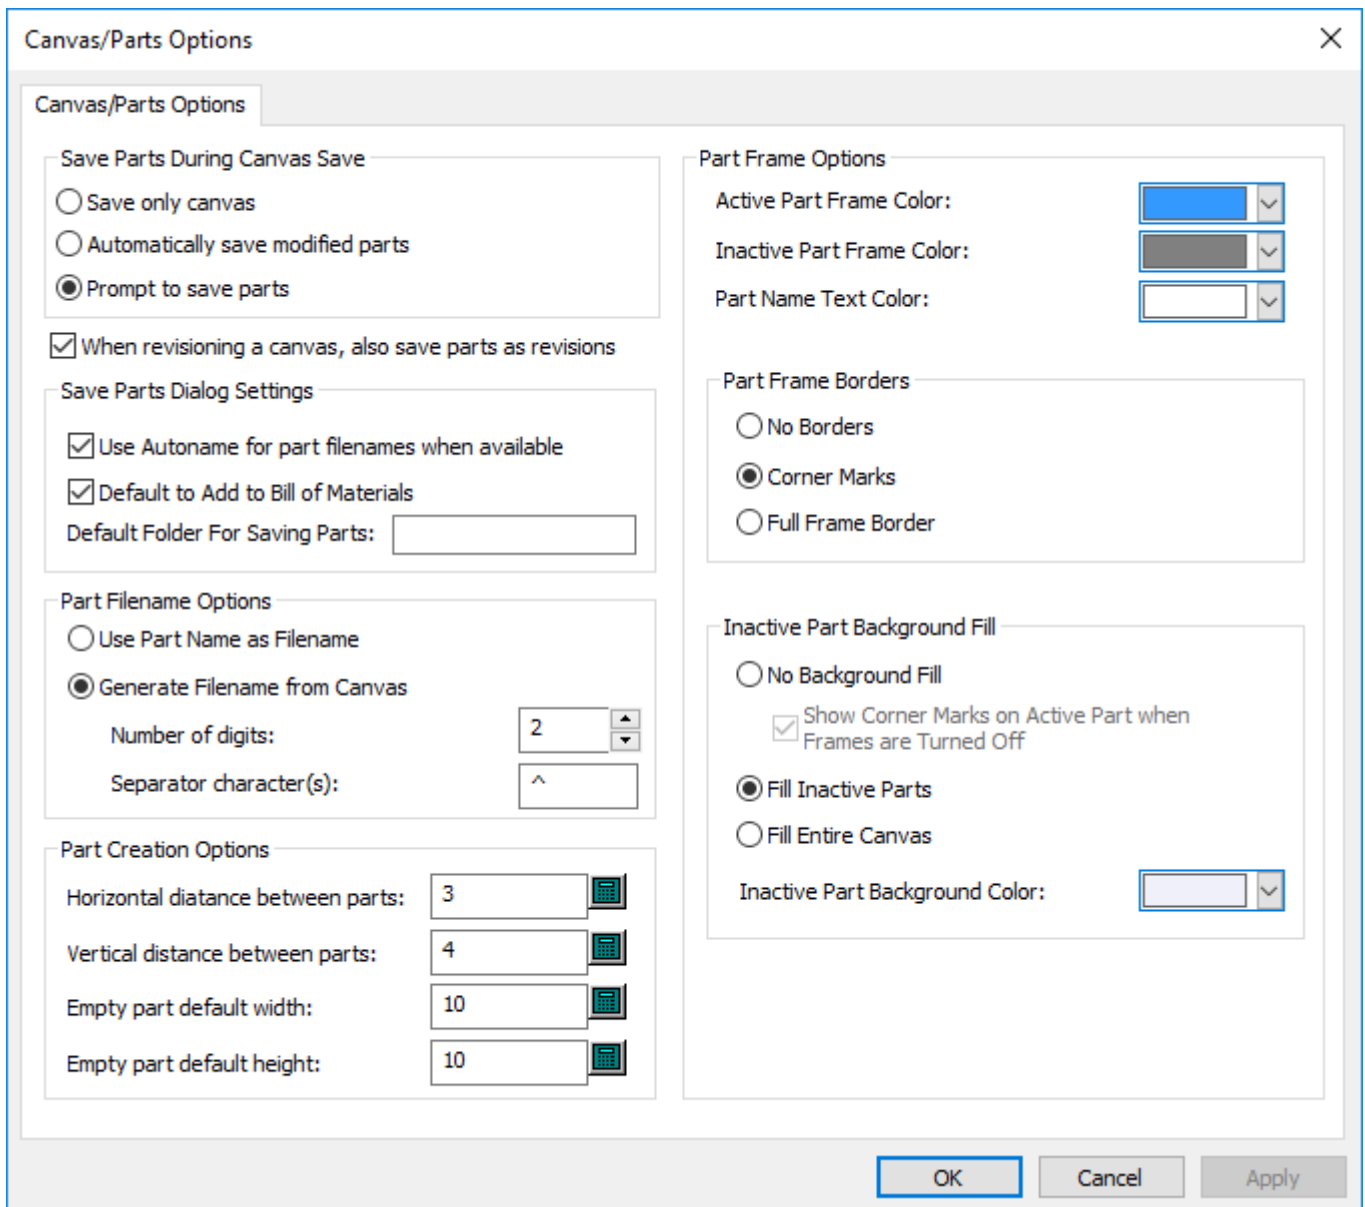 Canvas/Parts Options
Canvas/Parts Options
Save Parts During Canvas Save
Save only canvas
Automatically save modified parts
Prompt to save parts
When revisioning a canvas, also save parts as revisions
Save Parts Dialog Settings
Use Autoname for part filenames when available
Default to Add to Bill of Materials
Default Folder For Saving Parts:
Part Filename Options
Use Part Name as Filename
Generate Filename from Canvas
Number of digits: 2
Separator character(s): ^
Part Creation Options
Horizontal diatance between parts: 3
Vertical distance between parts: 4
Empty part default width: 10
Empty part default height: 10
Part Frame Options
Active Part Frame Color:
Inactive Part Frame Color:
Part Name Text Color:
Part Frame Borders
No Borders
Corner Marks
Full Frame Border
Inactive Part Background Fill
No Background Fill
Show Corner Marks on Active Part when
Frames are Turned Off
Fill Inactive Parts
Fill Entire Canvas
Inactive Part Background Color:
OK Cancel Apply